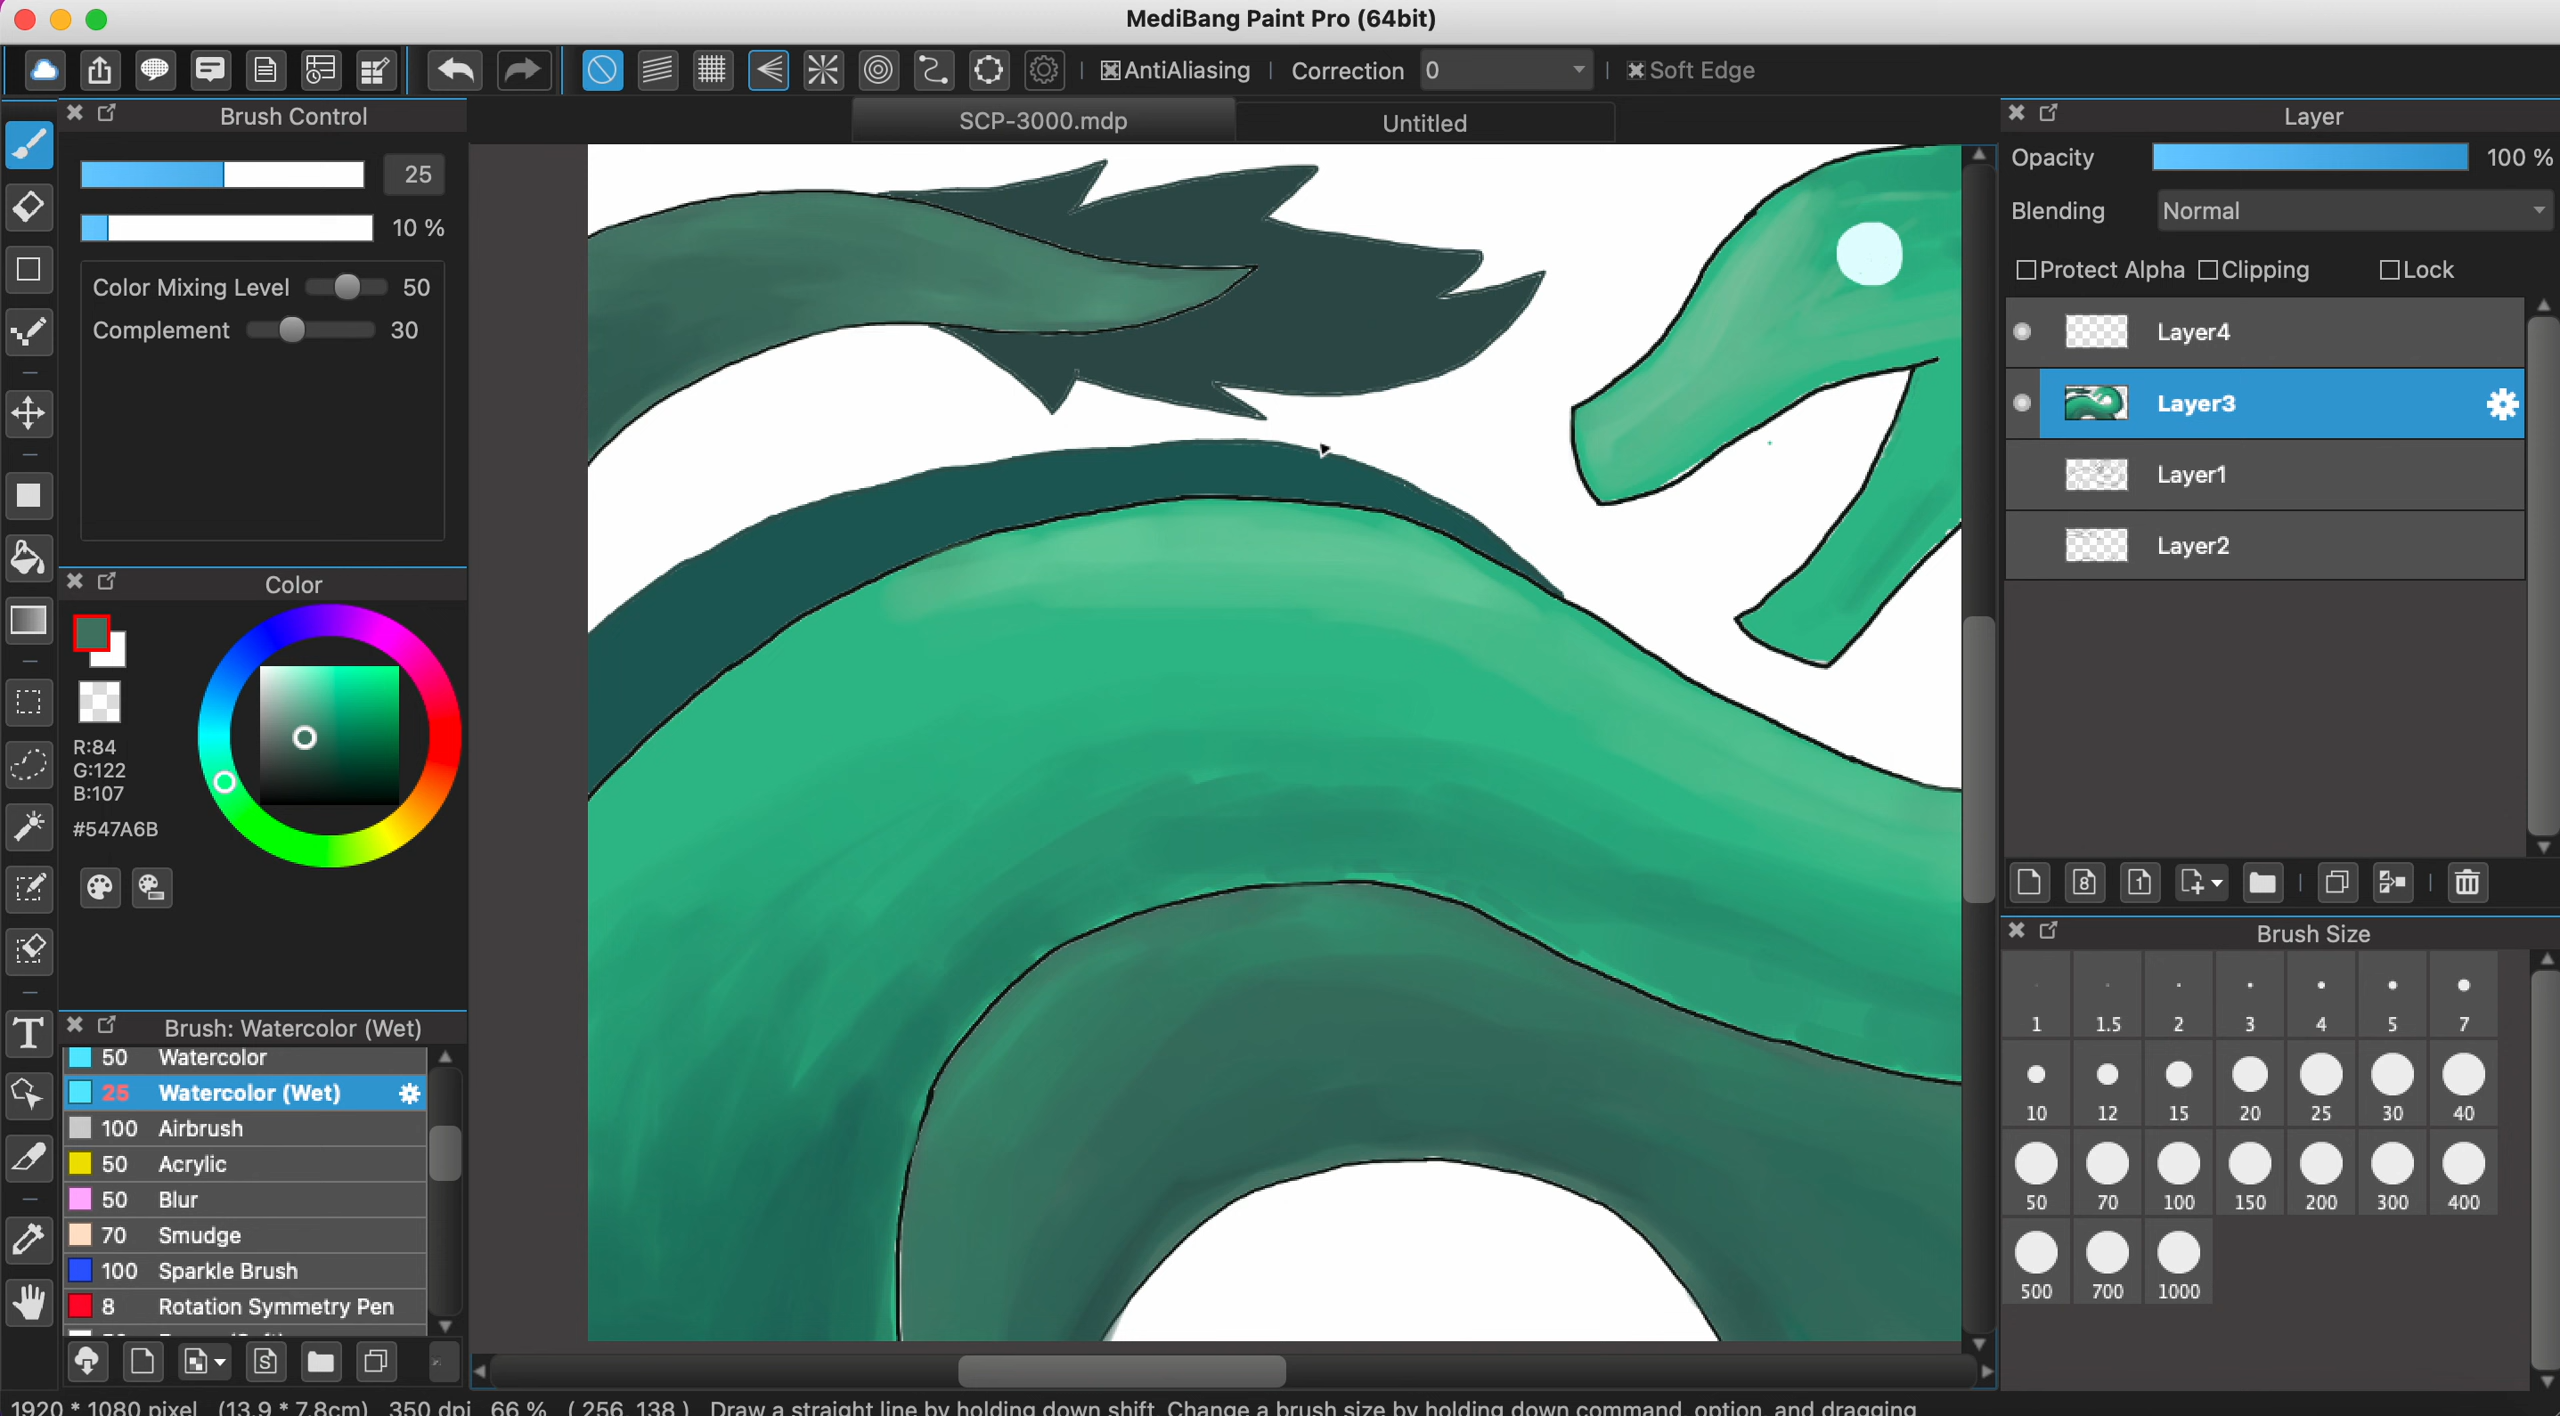 MediBang Paint Pro (64bit)
AntiAliasing
Correction
0
Soft Edge
Brush Control
SCP-3000.mdp
Untitled
Layer
25
10 %
Color Mixing Level
50
Complement
30
Opacity
100 %
Blending
Normal
Protect Alpha
Clipping
Lock
Layer4
Layer3
Layer1
Layer2
Color
R:84
G:122
B:107
#547A6B
8
1
Brush: Watercolor (Wet)
50 Watercolor
25 Watercolor (Wet)
100 Airbrush
50 Acrylic
50 Blur
70 Smudge
100 Sparkle Brush
8 Rotation Symmetry Pen
T
S
Brush Size
1 1.5 2 3 4 5 7
10 12 15 20 25 30 40
50 70 100 150 200 300 400
500 700 1000
1920 * 1080 pixel (13.9 * 7.8cm) 350 dpi 66 % ( 256, 138 ) Draw a straight line by holding down shift, Change a brush size by holding down command, option, and dragging